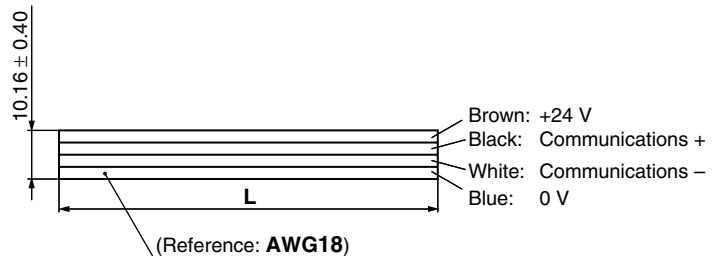 10.16 ± 0.40
Brown: +24 V
Black: Communications +
White: Communications –
Blue: 0 V
L
(Reference: AWG18)